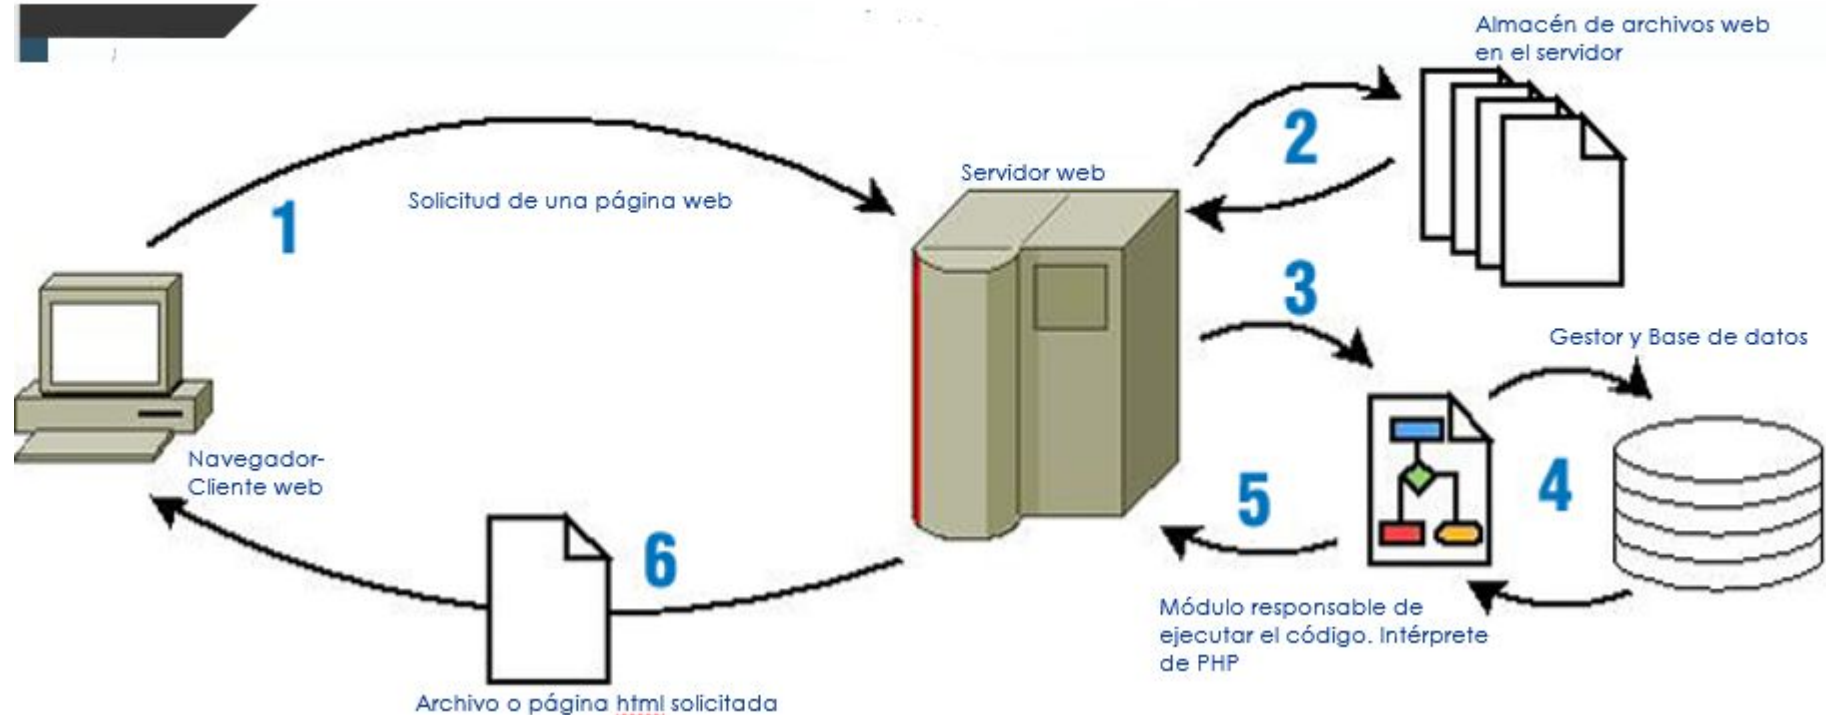 Almacén de archivos web
en el servidor
2
Servidor web
Solicitud de una página web
1
3
Gestor y Base de datos
Navegador-
Cliente web
5
4
6
Módulo responsable de
ejecutar el código. Intérprete
de PHP
Archivo o página html solicitada